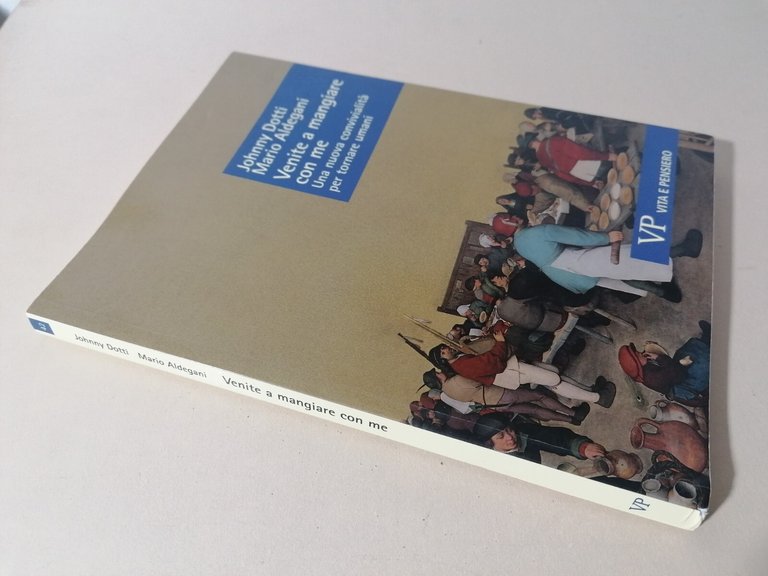 Johnny Dotti
Mario Aldegani
Venite a mangiare
con me
Una nuova convivialità
per tornare umani
VP VITA E PENSIERO
Johnny Dotti Mario Aldegani Venite a mangiare con me
VP